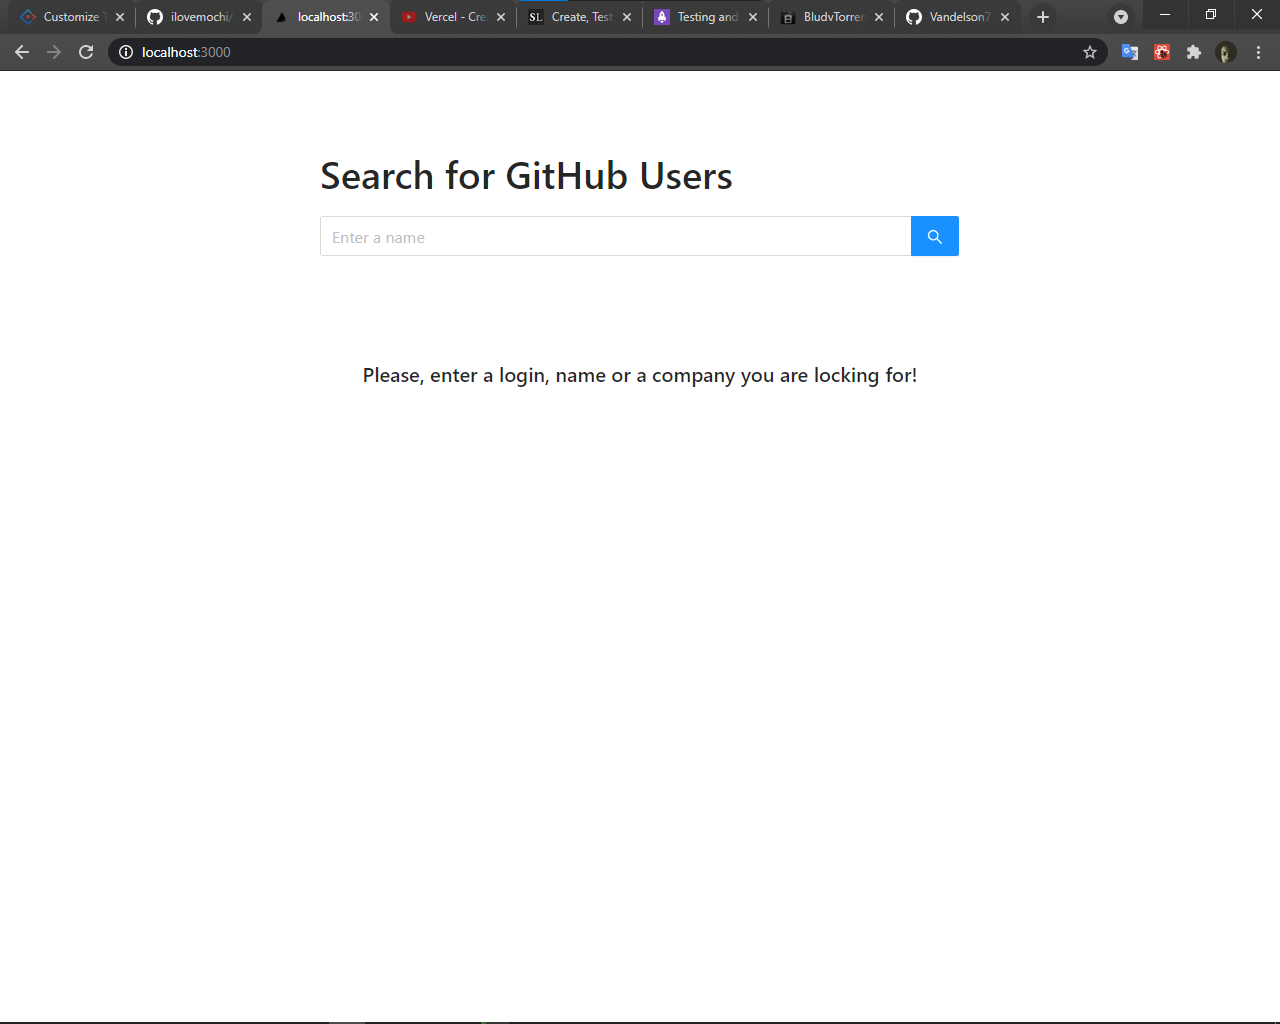 Customize T
ilovemochi/
localhost:30
Vercel - Cre
SL
Create, Test,
Testing and
BludvTorren
Vandelson7
localhost:3000
Search for GitHub Users
Enter a name
Please, enter a login, name or a company you are locking for!